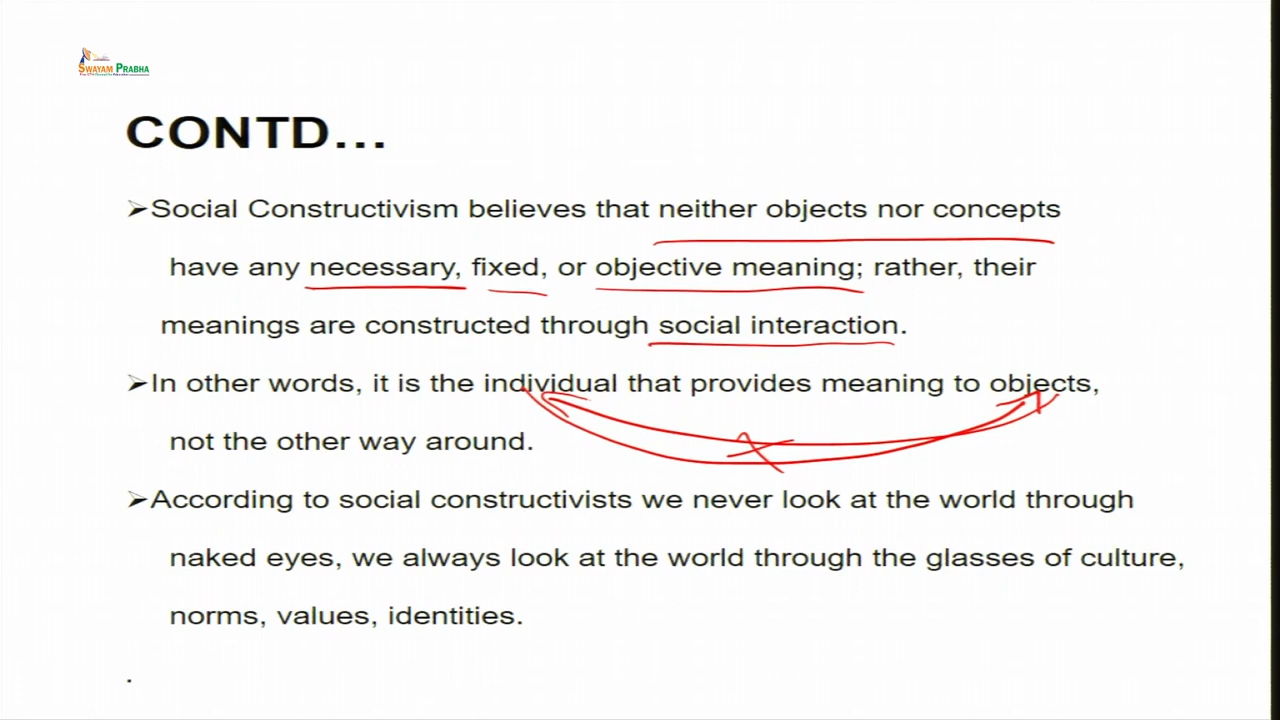 SWAYAM PRABHA
CONTD...
➢Social Constructivism believes that neither objects nor concepts
have any necessary, fixed, or objective meaning; rather, their
meanings are constructed through social interaction.
➢In other words, it is the individual that provides meaning to objects,
not the other way around.
➢According to social constructivists we never look at the world through
naked eyes, we always look at the world through the glasses of culture,
norms, values, identities.
.